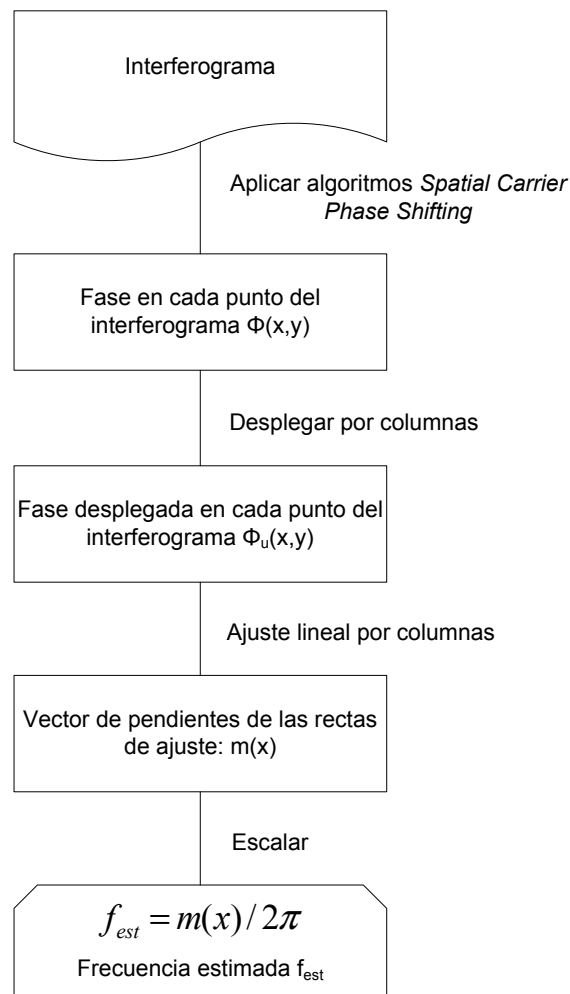 Interferograma
Aplicar algoritmos Spatial Carrier
Phase Shifting
Fase en cada punto del
interferograma Φ(x,y)
Desplegar por columnas
Fase desplegada en cada punto del
interferograma Φu(x,y)
Ajuste lineal por columnas
Vector de pendientes de las rectas
de ajuste: m(x)
Escalar
f_est = m(x)/2π
Frecuencia estimada f_est